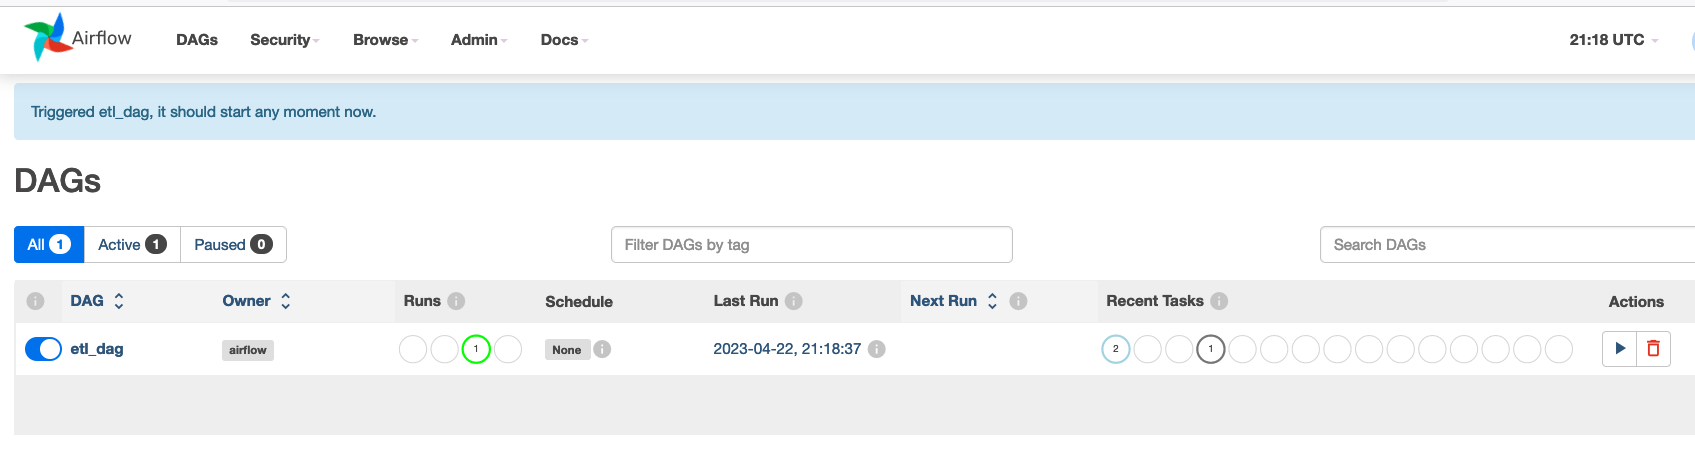 Airflow DAGs Security Browse Admin Docs 21:18 UTC
Triggered etl_dag, it should start any moment now.
DAGs
All 1 Active 1 Paused 0 Filter DAGs by tag Search DAGs
DAG Owner Runs Schedule Last Run Next Run Recent Tasks Actions
etl_dag airflow 1 None 2023-04-22, 21:18:37 2 1